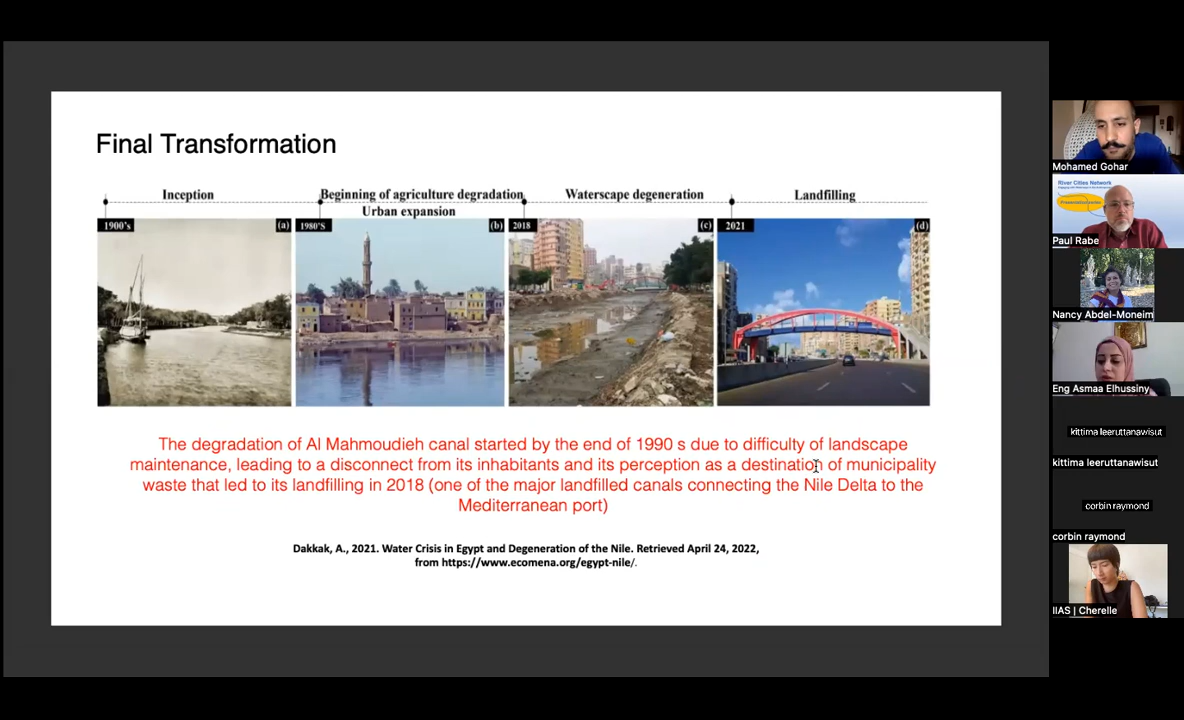 Final Transformation
Inception
Beginning of agriculture degradation
Waterscape degeneration
Landfilling
Urban expansion
1900's
(a)
1980'S
(b)
2018
(c)
2021
(d)
The degradation of Al Mahmoudieh canal started by the end of 1990 s due to difficulty of landscape
maintenance, leading to a disconnect from its inhabitants and its perception as a destination of municipality
waste that led to its landfilling in 2018 (one of the major landfilled canals connecting the Nile Delta to the
Mediterranean port)
Dakkak, A., 2021. Water Crisis in Egypt and Degeneration of the Nile. Retrieved April 24, 2022,
from https://www.ecomena.org/egypt-nile/.
Mohamed Gohar
River Cities Network
Paul Rabe
Nancy Abdel-Moneim
Eng Asmaa Elhussiny
kittima leeruttanawisut
kittima leeruttanawisut
corbin raymond
corbin raymond
IIAS | Cherelle